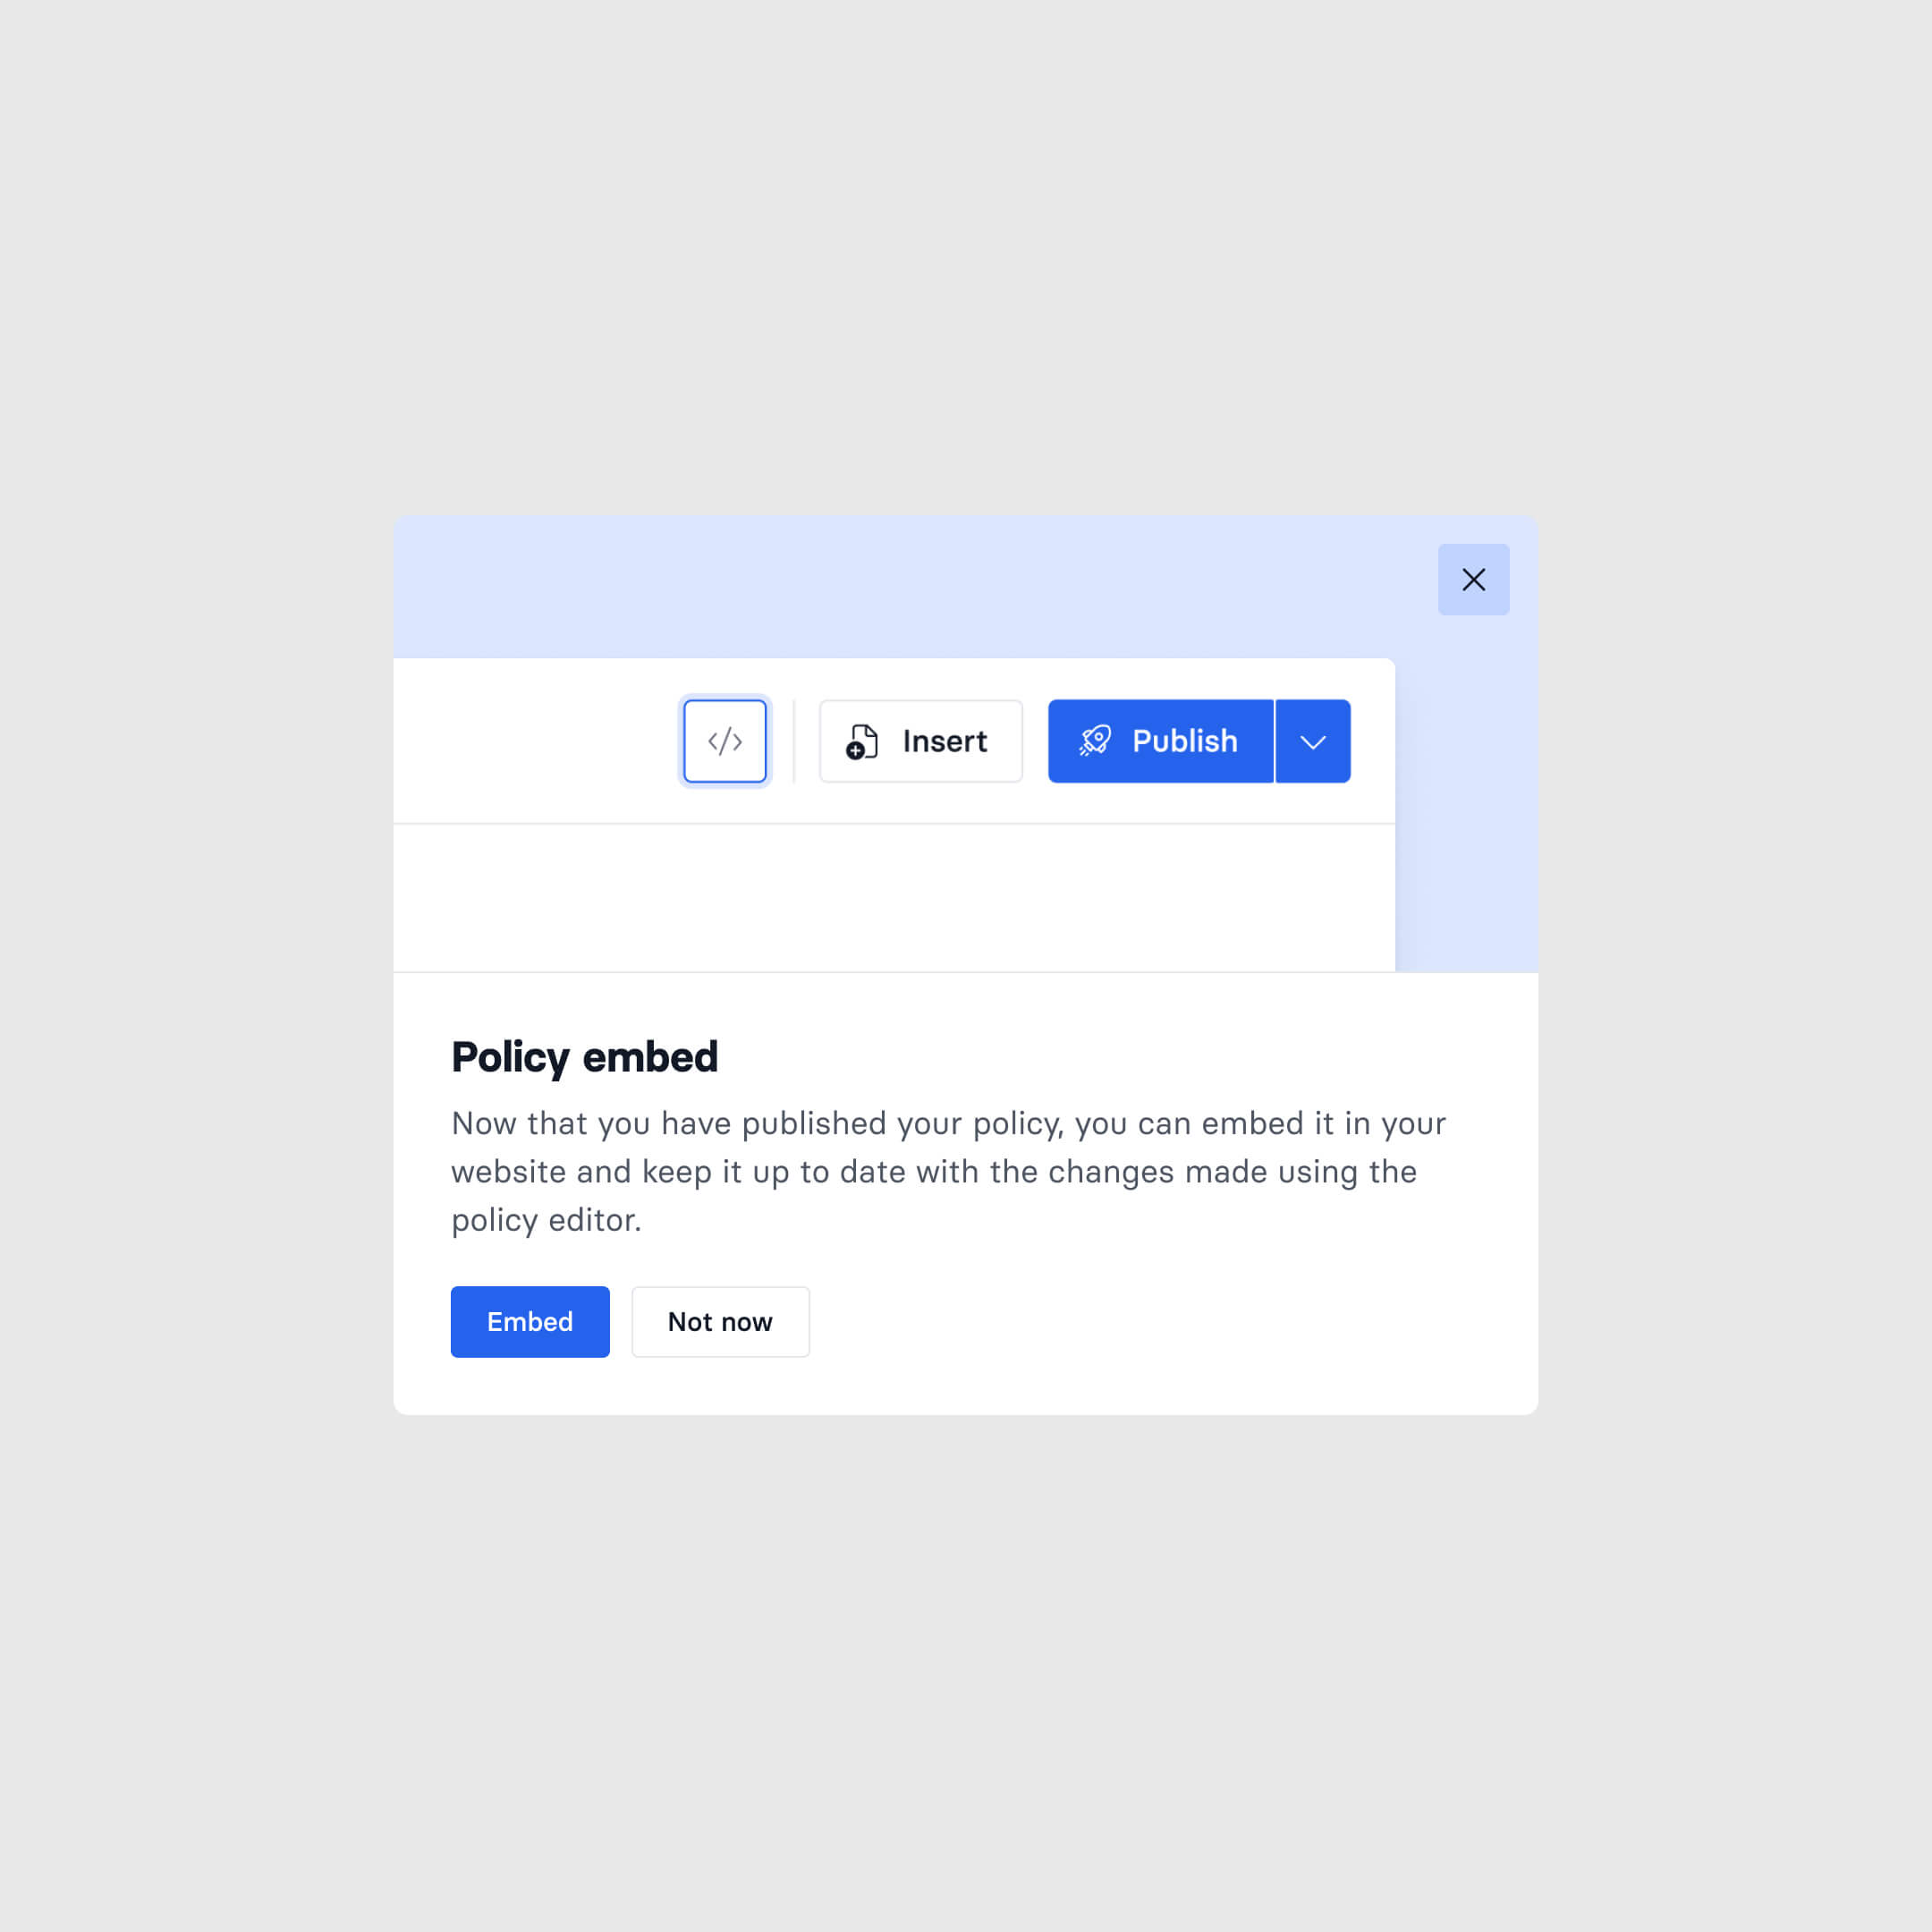 Insert
Publish
Policy embed
Now that you have published your policy, you can embed it in your
website and keep it up to date with the changes made using the
policy editor.
Embed
Not now